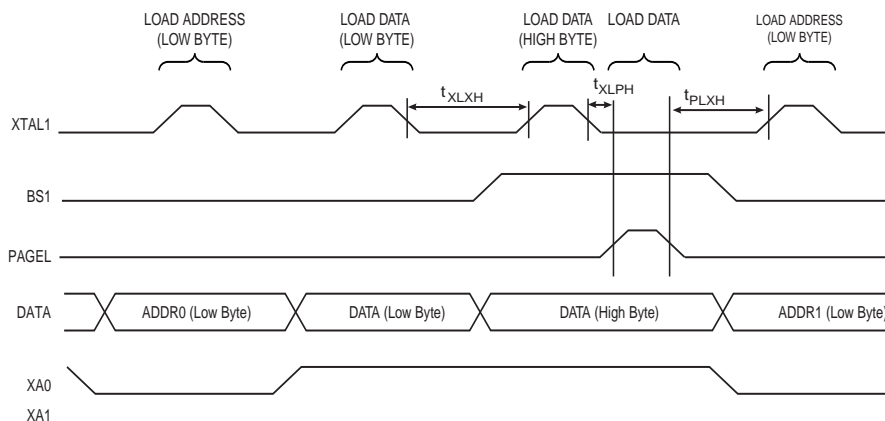 LOAD ADDRESS
(LOW BYTE)
LOAD DATA
(LOW BYTE)
LOAD DATA
(HIGH BYTE)
LOAD DATA
LOAD ADDRESS
(LOW BYTE)
tXLXH
tXLPH
tPLXH
XTAL1
BS1
PAGEL
DATA
ADDR0 (Low Byte)
DATA (Low Byte)
DATA (High Byte)
ADDR1 (Low Byte)
XA0
XA1